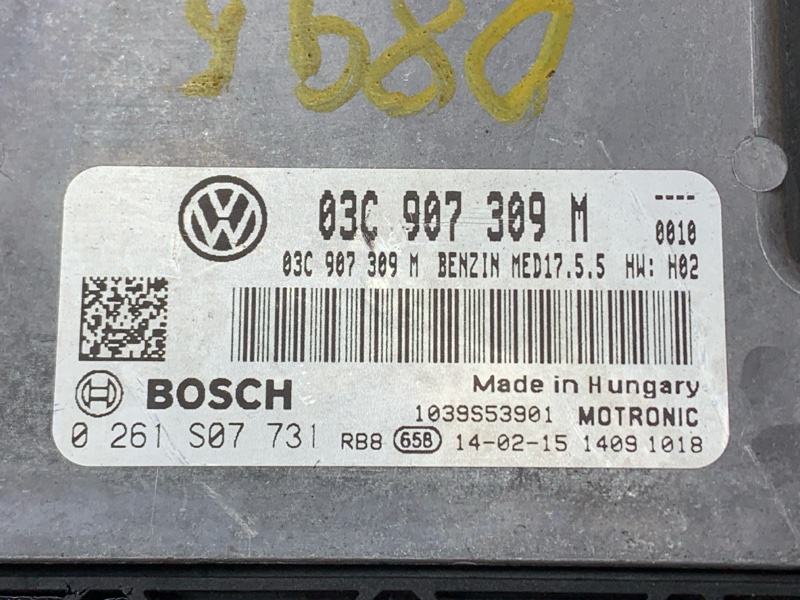 03C 907 309 M ----
0010
03C 907 309 M BENZIN MED17.5.5 HW: H02
BOSCH Made in Hungary
1039S53901 MOTRONIC
0 261 S07 731 RB8 658 14-02-15 1409 1018